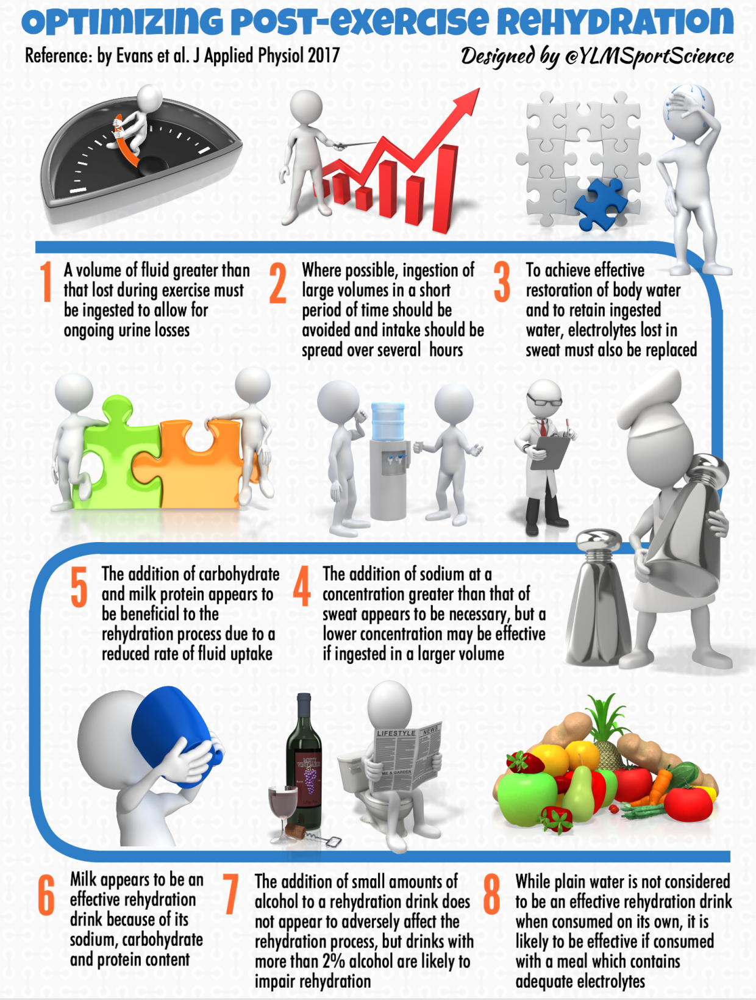 OPTIMIZING POST-EXERCISE REHYDRATION
Reference: by Evans et al. J Applied Physiol 2017
Designed by @YLMSportScience
1
A volume of fluid greater than
that lost during exercise must
be ingested to allow for
ongoing urine losses
2
Where possible, ingestion of
large volumes in a short
period of time should be
avoided and intake should be
spread over several hours
3
To achieve effective
restoration of body water
and to retain ingested
water, electrolytes lost in
sweat must also be replaced
4
The addition of sodium at a
concentration greater than that of
sweat appears to be necessary, but a
lower concentration may be effective
if ingested in a larger volume
5
The addition of carbohydrate
and milk protein appears to
be beneficial to the
rehydration process due to a
reduced rate of fluid uptake
LIFESTYLE
NEWS
ME & GARDEN
6
Milk appears to be an
effective rehydration
drink because of its
sodium, carbohydrate
and protein content
7
The addition of small amounts of
alcohol to a rehydration drink does
not appear to adversely affect the
rehydration process, but drinks with
more than 2% alcohol are likely to
impair rehydration
8
While plain water is not considered
to be an effective rehydration drink
when consumed on its own, it is
likely to be effective if consumed
with a meal which contains
adequate electrolytes